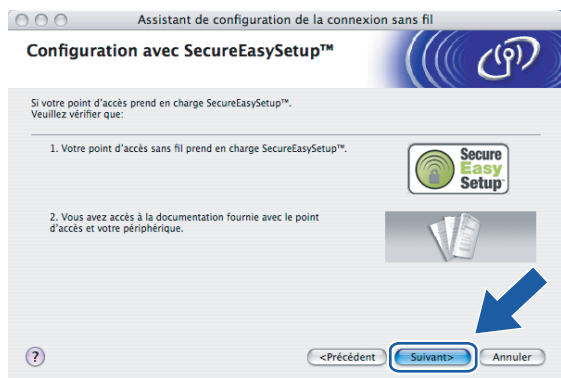 Assistant de configuration de la connexion sans fil
Configuration avec SecureEasySetup™
Si votre point d'accès prend en charge SecureEasySetup™.
Veuillez vérifier que:
1. Votre point d'accès sans fil prend en charge SecureEasySetup™.
Secure
Easy
Setup
2. Vous avez accès à la documentation fournie avec le point
d'accès et votre périphérique.
?
<Précédent
Suivant>
Annuler